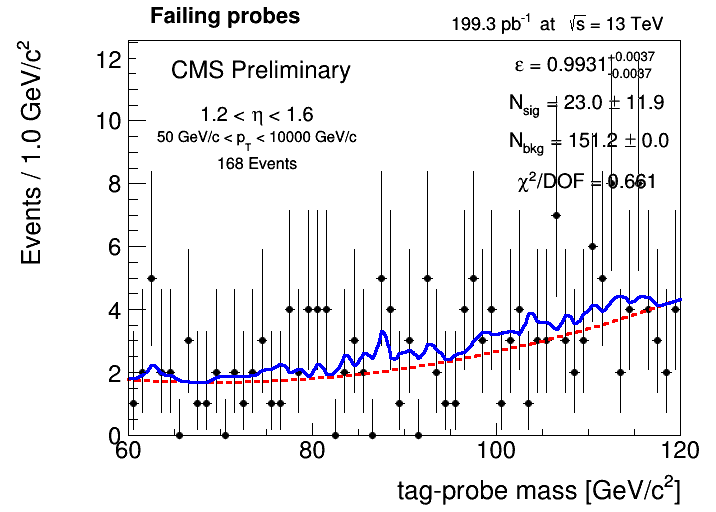 Failing probes
199.3 pb⁻¹ at √s = 13 TeV
CMS Preliminary
1.2 < η < 1.6
50 GeV/c < p_T < 10000 GeV/c
168 Events
ε = 0.9931 +0.0037 -0.0037
N_sig = 23.0 ± 11.9
N_bkg = 151.2 ± 0.0
χ²/DOF = 0.661
Events / 1.0 GeV/c²
12
10
8
6
4
2
0
60 80 100 120
tag-probe mass [GeV/c²]